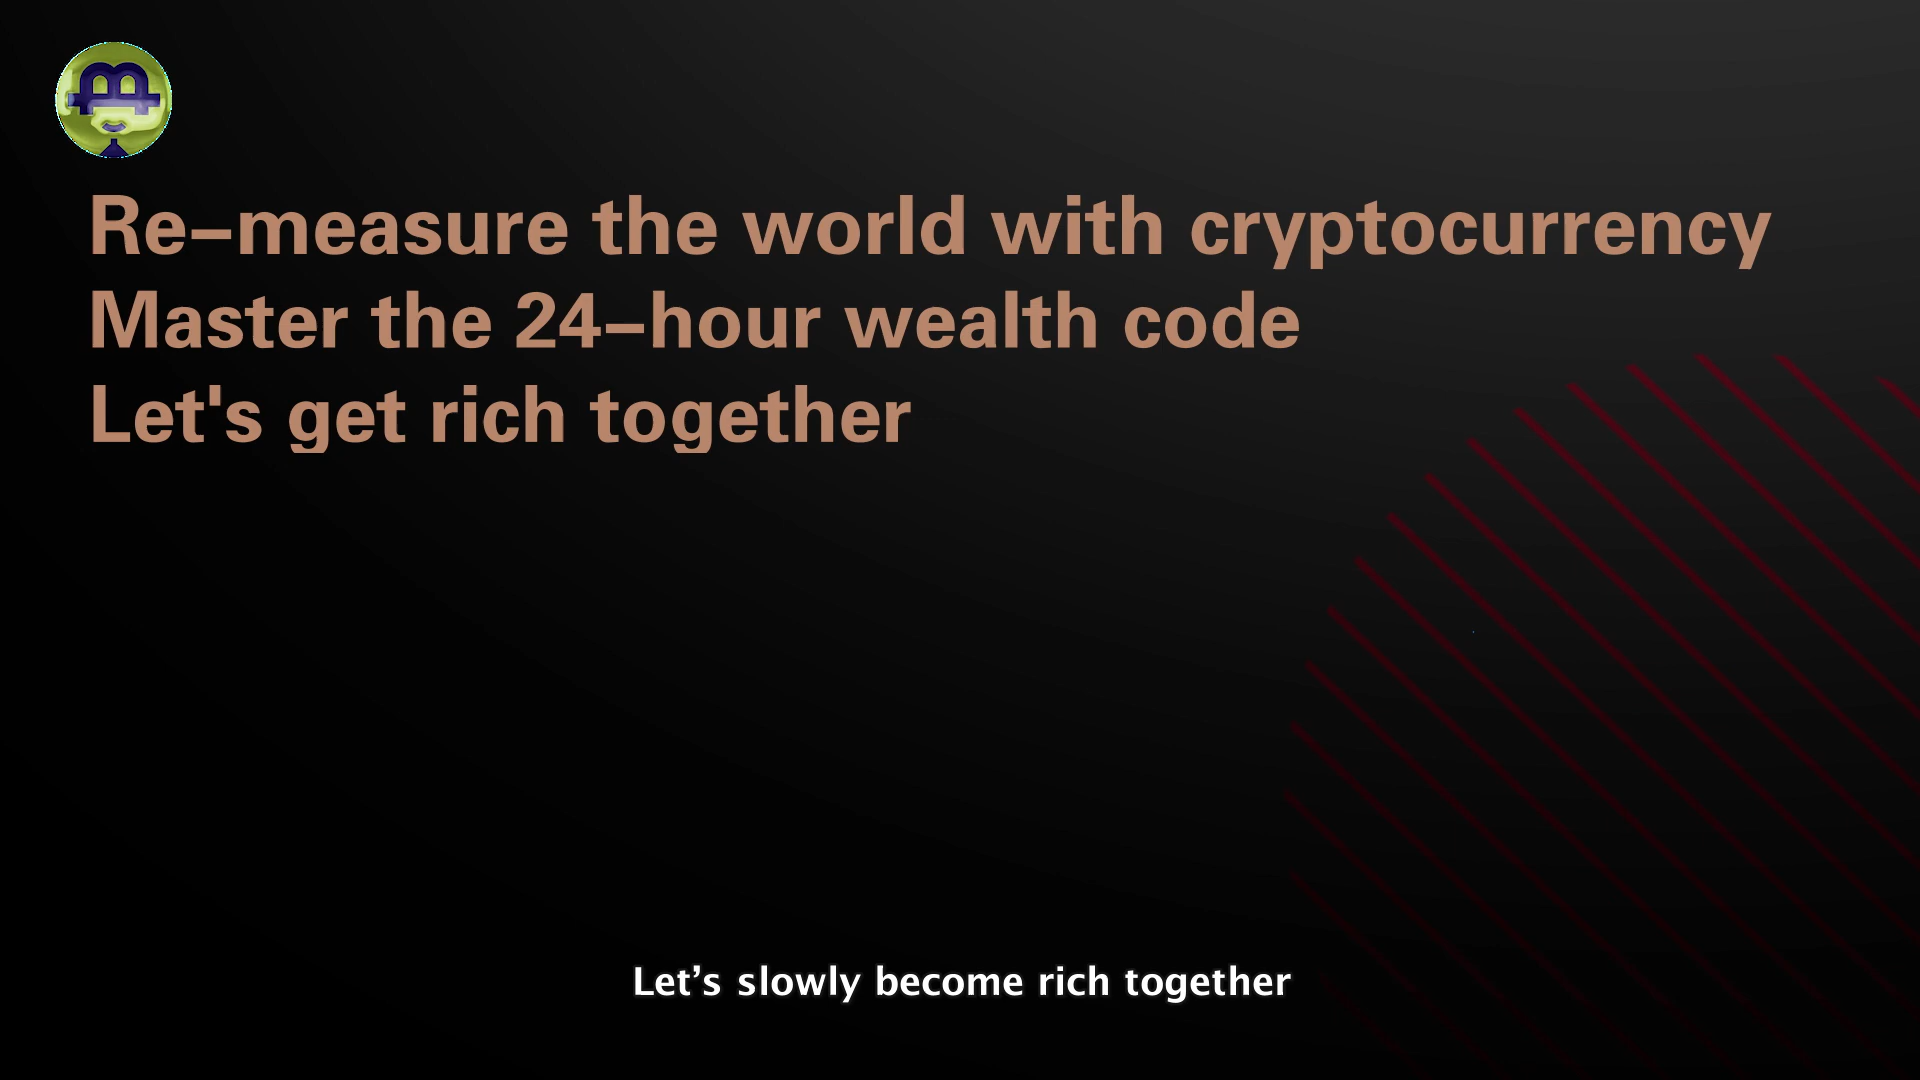 Re-measure the world with cryptocurrency
Master the 24-hour wealth code
Let's get rich together
Let’s slowly become rich together